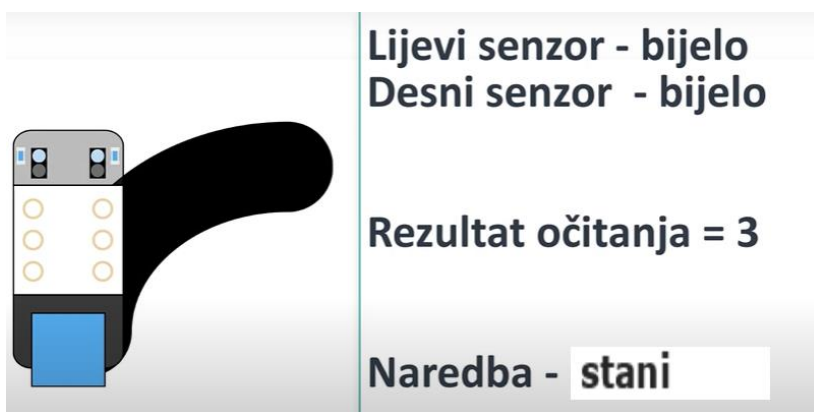 Lijevi senzor - bijelo
Desni senzor - bijelo
Rezultat očitanja = 3
Naredba - stani